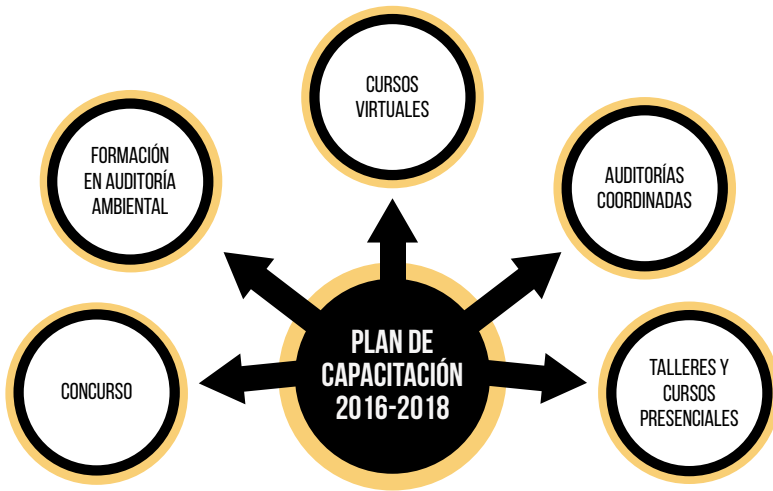 CURSOS
VIRTUALES
FORMACIÓN
EN AUDITORÍA
AMBIENTAL
AUDITORÍAS
COORDINADAS
PLAN DE
CAPACITACIÓN
2016-2018
CONCURSO
TALLERES Y
CURSOS
PRESENCIALES